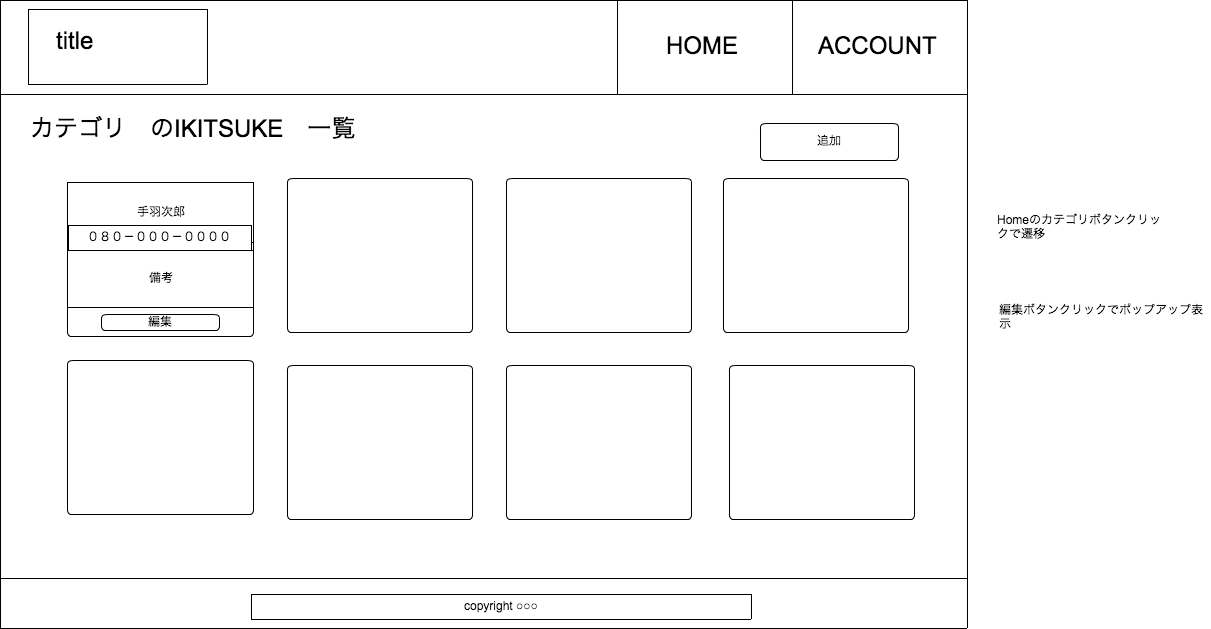 title
HOME
ACCOUNT
カテゴリ　のIKITSUKE　一覧
追加
手羽次郎
０８０－０００－００００
備考
編集
Homeのカテゴリボタンクリッ
クで遷移
編集ボタンクリックでポップアップ表
示
copyright ○○○